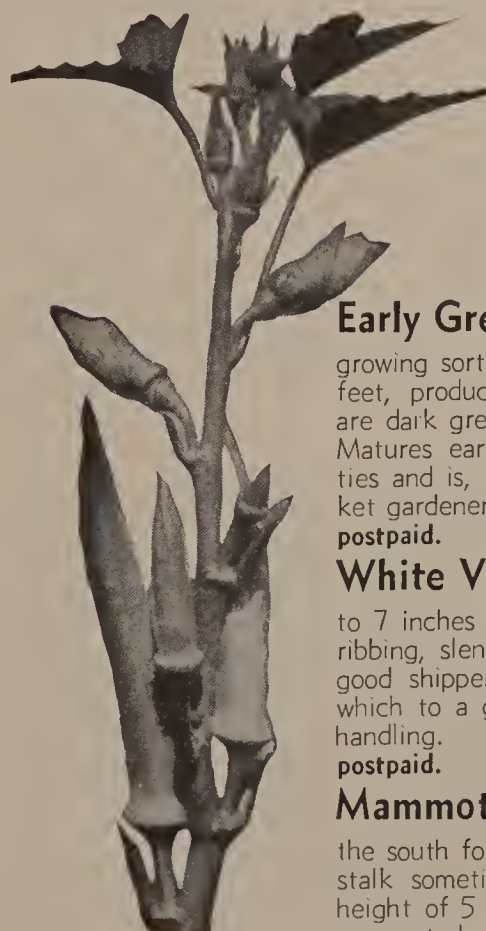 Early Gre
growing sort
feet, produc
are dark gre
Matures ear
ties and is,
ket gardener
postpaid.
White V
to 7 inches
ribbing, slen
good shipper
which to a g
handling.
postpaid.
Mammot
the south fo
stalk someti
height of 5